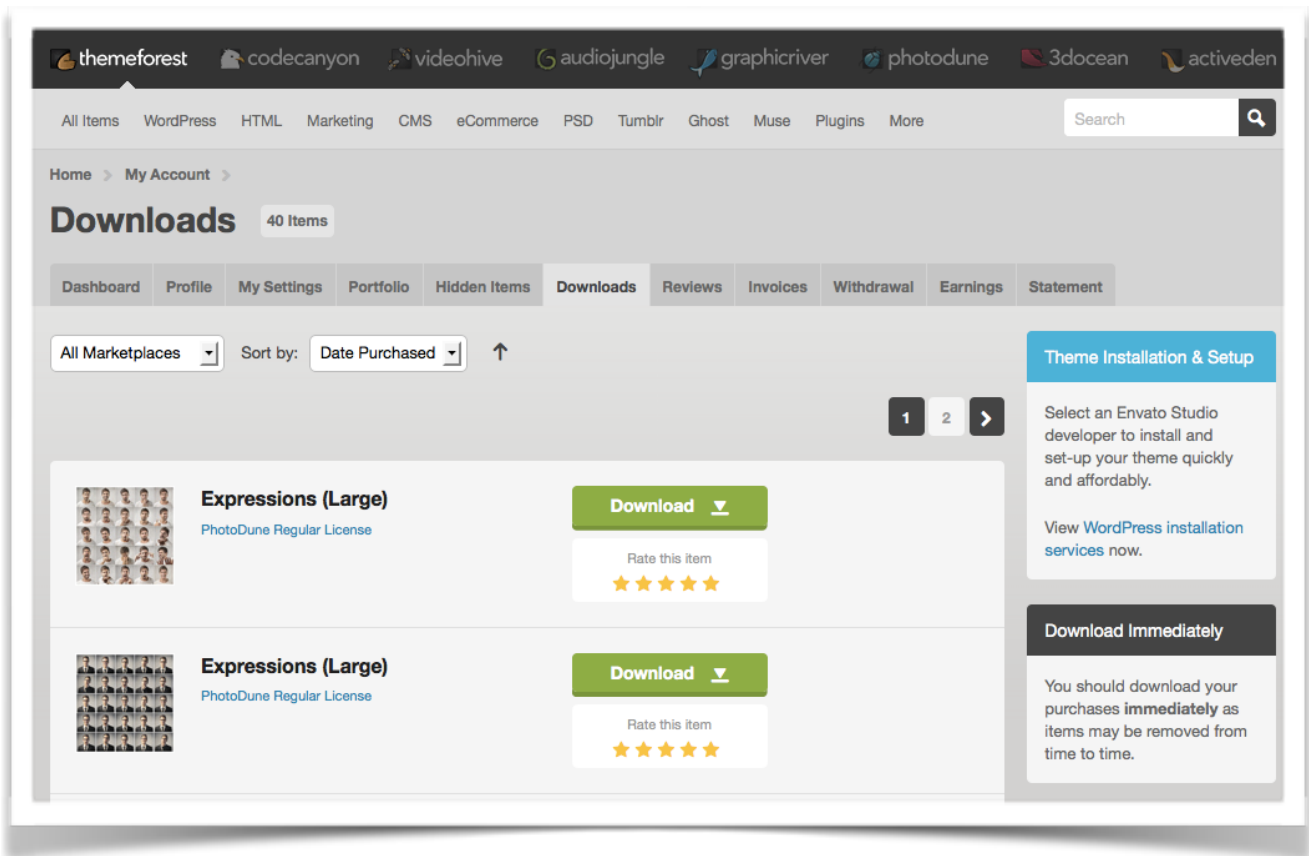 themeforest codecanyon videohive audiojungle graphicriver photodune 3docean activeden
All Items WordPress HTML Marketing CMS eCommerce PSD Tumblr Ghost Muse Plugins More Search
Home My Account
Downloads 40 Items
Dashboard Profile My Settings Portfolio Hidden Items Downloads Reviews Invoices Withdrawal Earnings Statement
All Marketplaces Sort by: Date Purchased
1 2
Expressions (Large)
PhotoDune Regular License
Download
Rate this item
Expressions (Large)
PhotoDune Regular License
Download
Rate this item
Theme Installation & Setup
Select an Envato Studio
developer to install and
set-up your theme quickly
and affordably.
View WordPress installation
services now.
Download Immediately
You should download your
purchases immediately as
items may be removed from
time to time.